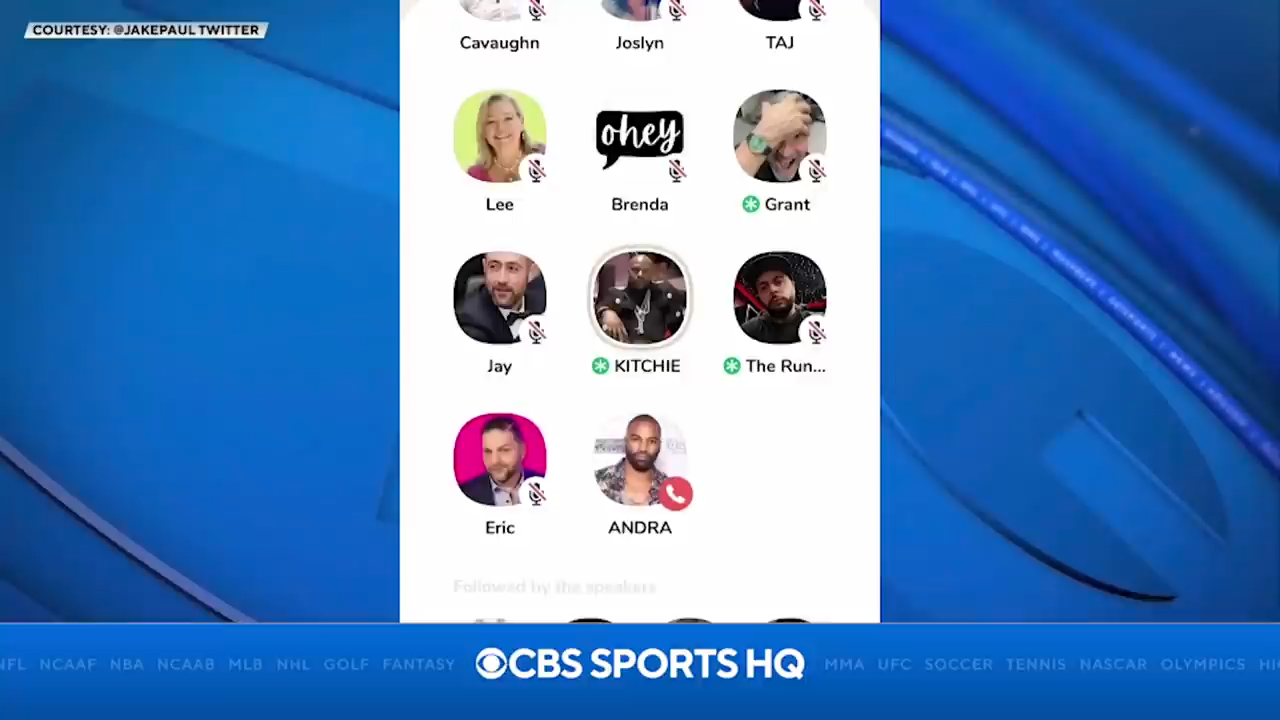 COURTESY: @JAKEPAUL TWITTER
Cavaughn
Joslyn
TAJ
ohey
Lee
Brenda
Grant
Jay
KITCHIE
The Run...
Eric
ANDRA
Followed by the speakers
NFL NCAAF NBA NCAAB MLB NHL GOLF FANTASY
CBS SPORTS HQ
MMA UFC SOCCER TENNIS NASCAR OLYMPICS